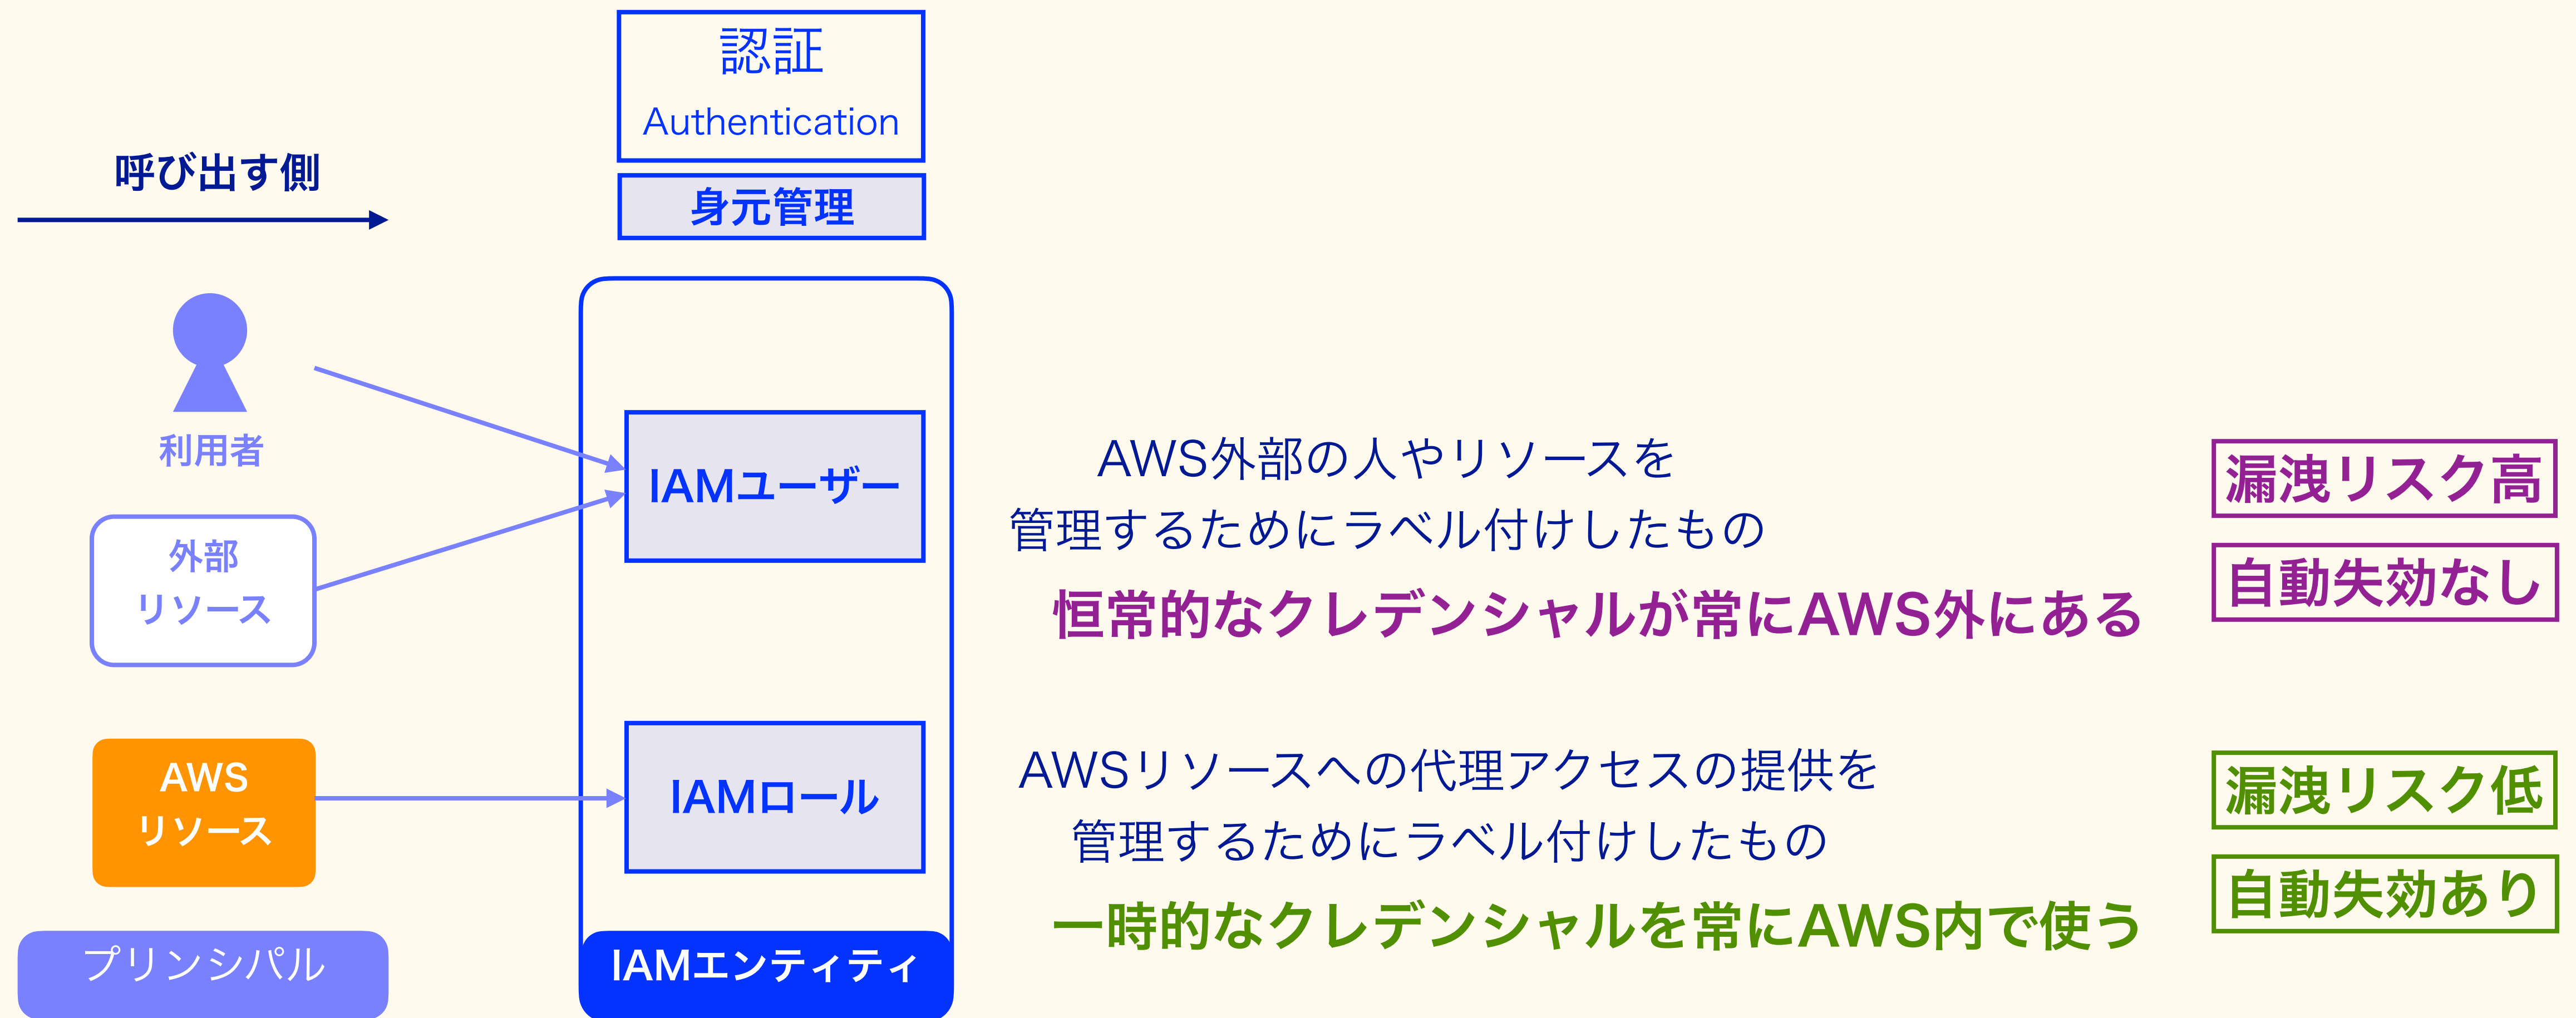 認証
Authentication
身元管理
呼び出す側
利用者
外部
リソース
AWS
リソース
プリンシパル
IAMユーザー
IAMロール
IAMエンティティ
AWS外部の人やリソースを
管理するためにラベル付けしたもの
恒常的なクレデンシャルが常にAWS外にある
漏洩リスク高
自動失効なし
AWSリソースへの代理アクセスの提供を
管理するためにラベル付けしたもの
一時的なクレデンシャルを常にAWS内で使う
漏洩リスク低
自動失効あり